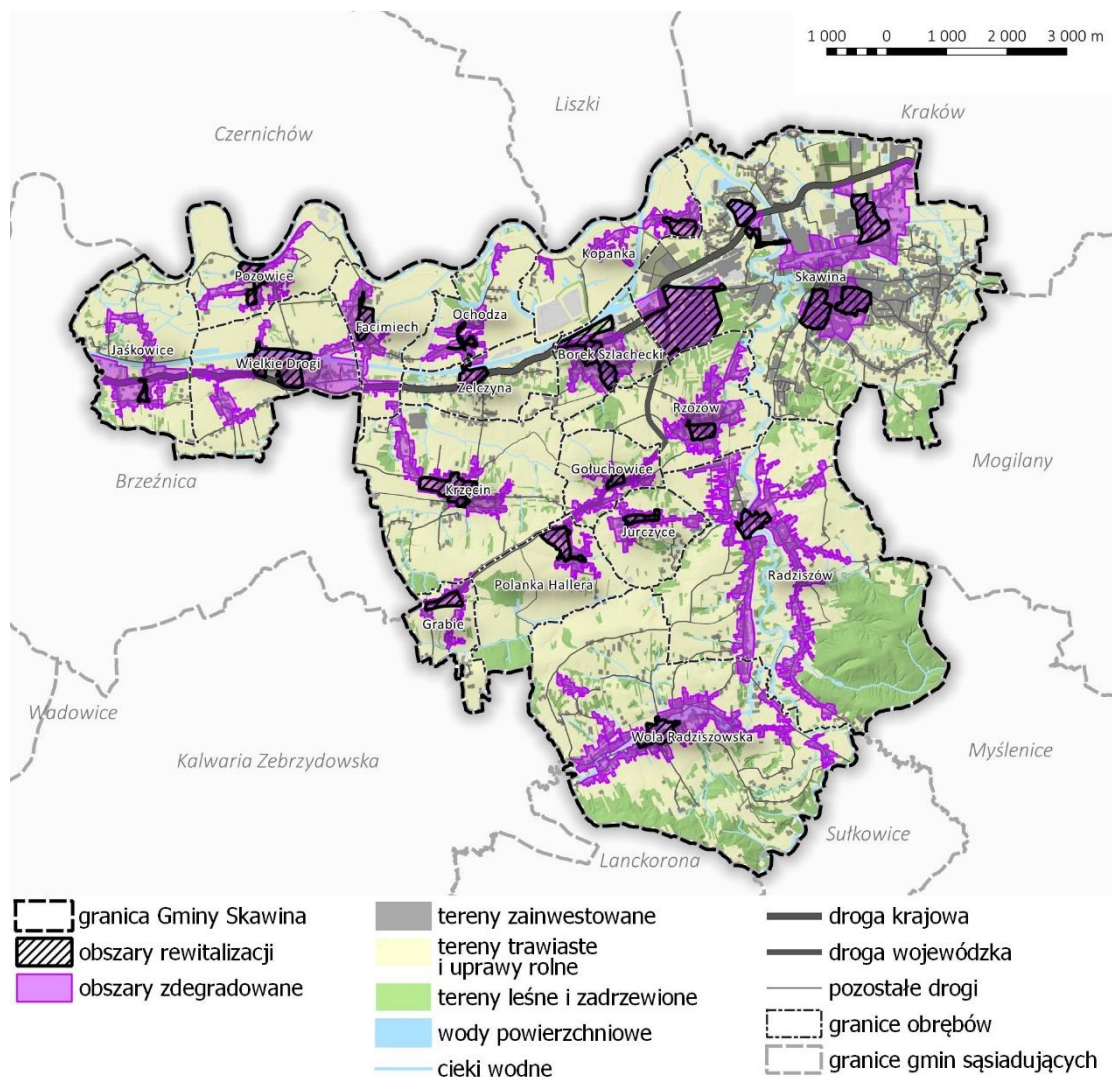 1 000 0 1 000 2 000 3 000 m
Liszki
Kraków
Czernichów
Kopanka
Skawina
Pozowice
Ochodza
Facimiech
Jaśkowice
Wielkie Drogi
Borek Szlachecki
Zelczyna
Rzozów
Brzeźnica
Gołuchowice
Mogilany
Krzęcin
Jurczyce
Polanka Hallera
Radziszów
Grabie
Wadowice
Wola Radziszowska
Kalwaria Zebrzydowska
Myślenice
Sułkowice
Lanckorona
granica Gminy Skawina
obszary rewitalizacji
obszary zdegradowane
tereny zainwestowane
tereny trawiaste
i uprawy rolne
tereny leśne i zadrzewione
wody powierzchniowe
cieki wodne
droga krajowa
droga wojewódzka
pozostałe drogi
granice obrębów
granice gmin sąsiadujących